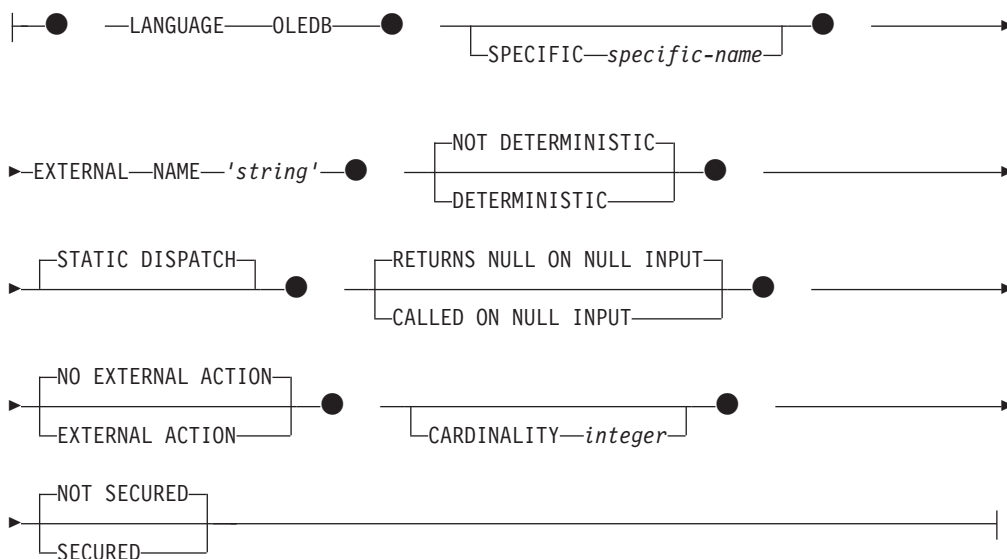 LANGUAGE OLEDB
SPECIFIC specific-name
EXTERNAL NAME 'string'
NOT DETERMINISTIC
DETERMINISTIC
STATIC DISPATCH
RETURNS NULL ON NULL INPUT
CALLED ON NULL INPUT
NO EXTERNAL ACTION
EXTERNAL ACTION
CARDINALITY integer
NOT SECURED
SECURED